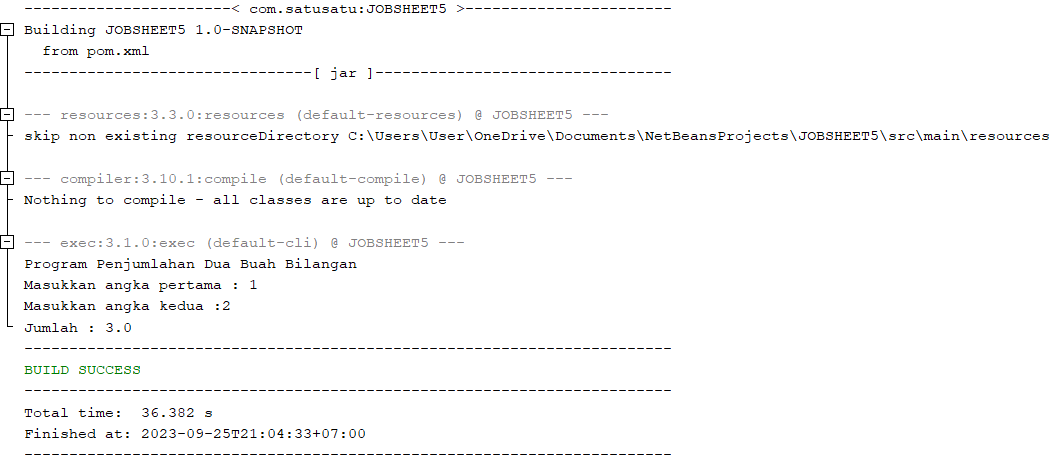 -----------------------< com.satusatu:JOBSHEET5 >-----------------------
Building JOBSHEET5 1.0-SNAPSHOT
  from pom.xml
--------------------------------[ jar ]---------------------------------
--- resources:3.3.0:resources (default-resources) @ JOBSHEET5 ---
skip non existing resourceDirectory C:\Users\User\OneDrive\Documents\NetBeansProjects\JOBSHEET5\src\main\resources
--- compiler:3.10.1:compile (default-compile) @ JOBSHEET5 ---
Nothing to compile - all classes are up to date
--- exec:3.1.0:exec (default-cli) @ JOBSHEET5 ---
Program Penjumlahan Dua Buah Bilangan
Masukkan angka pertama : 1
Masukkan angka kedua :2
Jumlah : 3.0
------------------------------------------------------------------------
BUILD SUCCESS
------------------------------------------------------------------------
Total time:  36.382 s
Finished at: 2023-09-25T21:04:33+07:00
------------------------------------------------------------------------